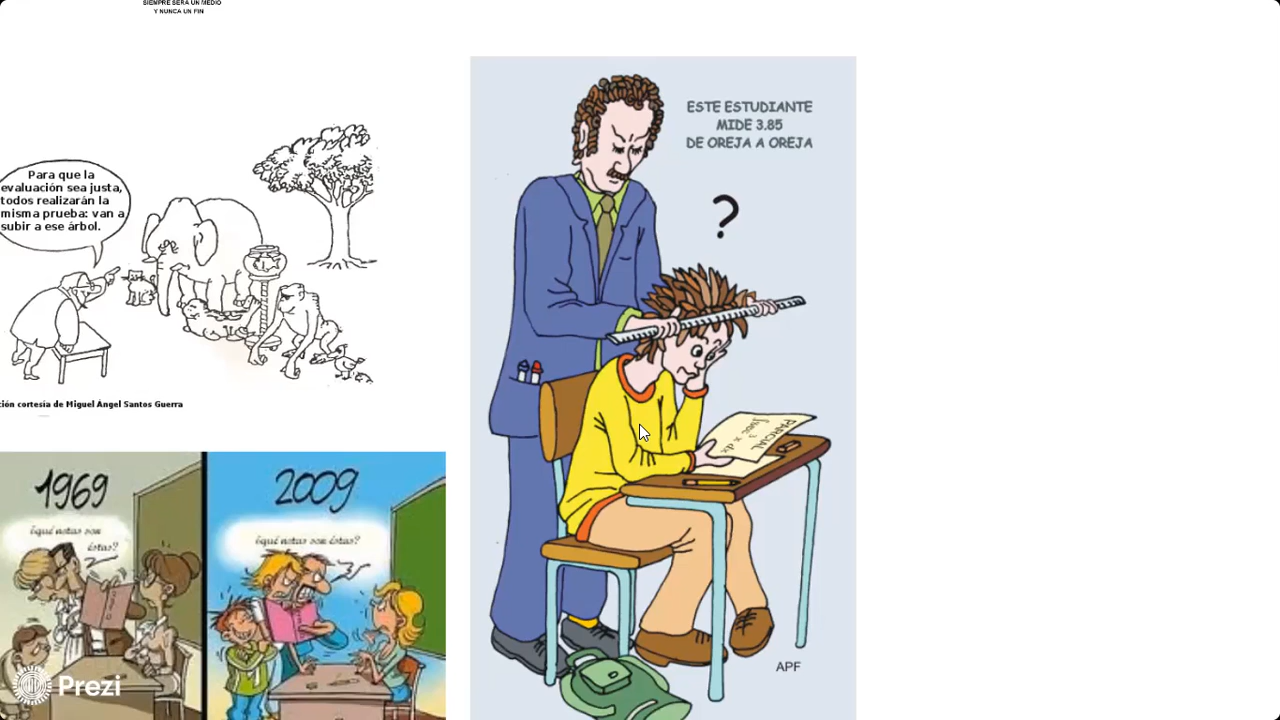 SIEMPRE SERÁ UN MEDIO
Y NUNCA UN FIN
Para que la
evaluación sea justa,
todos realizarán la
misma prueba: van a
subir a ese árbol.
ción cortesía de Miguel Ángel Santos Guerra
1969
¿qué notas son
éstas?
2009
¿qué notas son éstas?
Prezi
ESTE ESTUDIANTE
MIDE 3.85
DE OREJA A OREJA
?
PARCIAL
APF